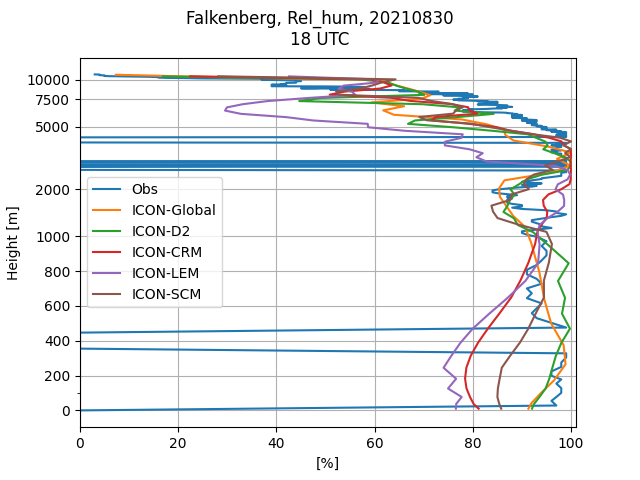 Falkenberg, Rel_hum, 20210830
18 UTC
10000
7500
5000
2000
1000
800
600
400
200
0
Height [m]
Obs
ICON-Global
ICON-D2
ICON-CRM
ICON-LEM
ICON-SCM
0 20 40 60 80 100
[%]